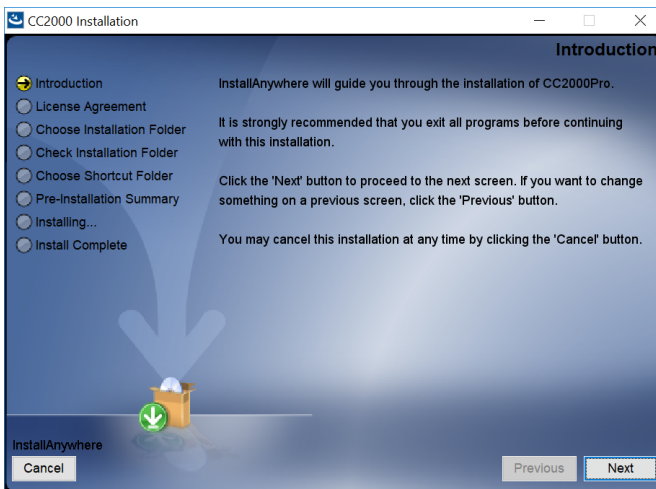 CC2000 Installation
Introduction
Introduction
License Agreement
Choose Installation Folder
Check Installation Folder
Choose Shortcut Folder
Pre-Installation Summary
Installing...
Install Complete
InstallAnywhere will guide you through the installation of CC2000Pro.
It is strongly recommended that you exit all programs before continuing
with this installation.
Click the 'Next' button to proceed to the next screen. If you want to change
something on a previous screen, click the 'Previous' button.
You may cancel this installation at any time by clicking the 'Cancel' button.
InstallAnywhere
Cancel
Previous
Next